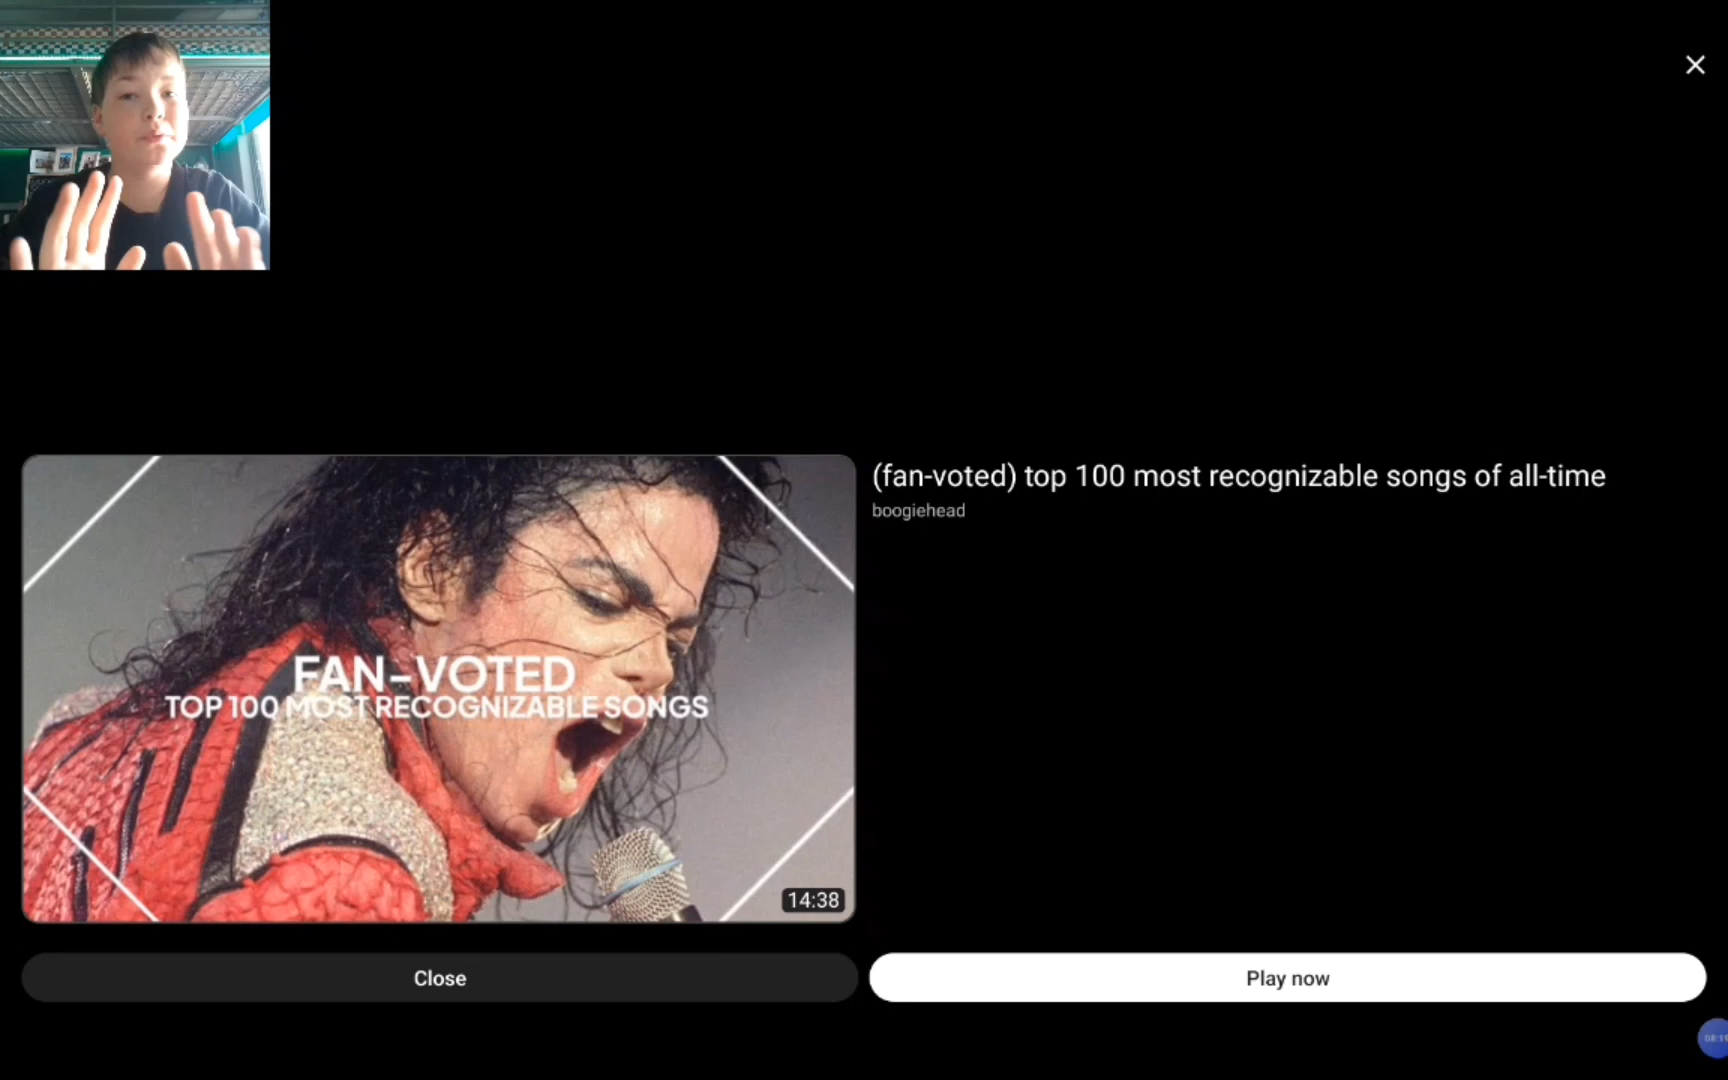 (fan-voted) top 100 most recognizable songs of all-time
boogiehead
FAN-VOTED
TOP 100 MOST RECOGNIZABLE SONGS
14:38
Close
Play now